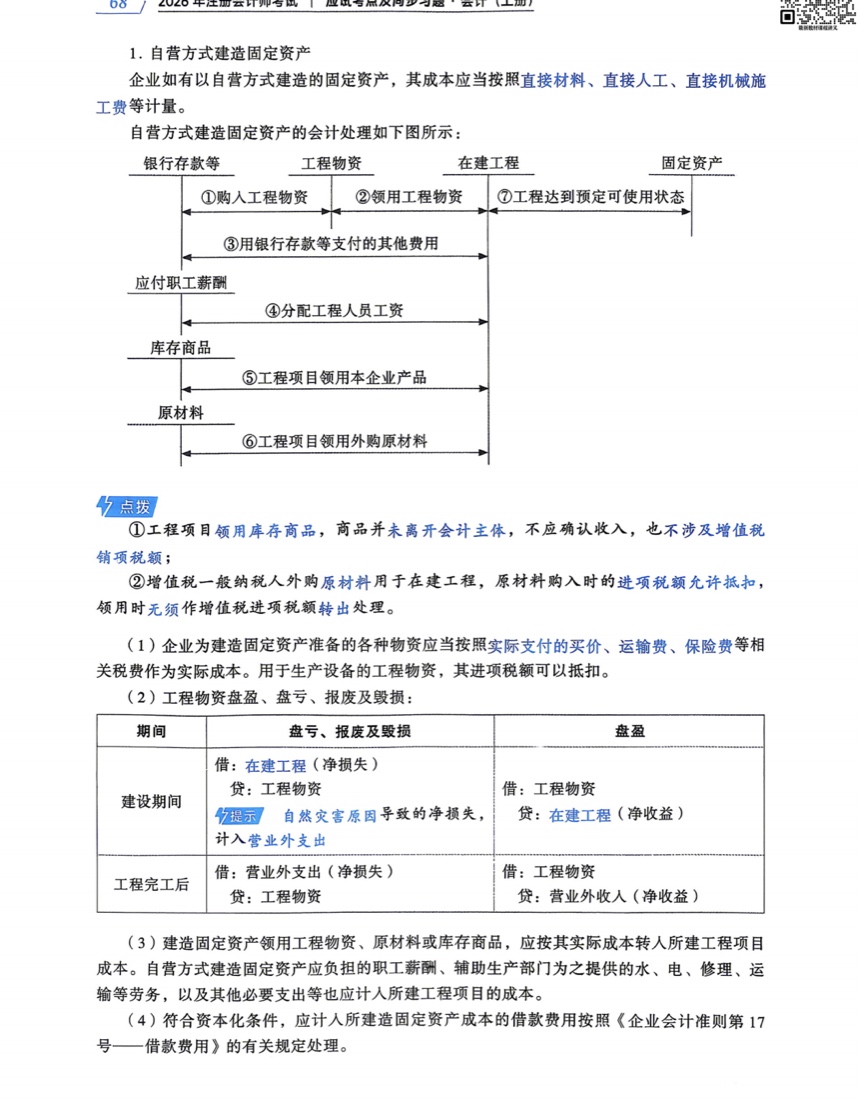 68 2026 年注册会计师考试 | 应试考点及同步习题·会计（上册）
1. 自营方式建造固定资产
企业如有以自营方式建造的固定资产，其成本应当按照直接材料、直接人工、直接机械施
工费等计量。
自营方式建造固定资产的会计处理如下图所示：
银行存款等 工程物资 在建工程 固定资产
①购入工程物资 ②领用工程物资 ⑦工程达到预定可使用状态
③用银行存款等支付的其他费用
应付职工薪酬
④分配工程人员工资
库存商品
⑤工程项目领用本企业产品
原材料
⑥工程项目领用外购原材料
点拨
①工程项目领用库存商品，商品并未离开会计主体，不应确认收入，也不涉及增值税
销项税额；
②增值税一般纳税人外购原材料用于在建工程，原材料购入时的进项税额允许抵扣，
领用时无须作增值税进项税额转出处理。
（1）企业为建造固定资产准备的各种物资应当按照实际支付的买价、运输费、保险费等相
关税费作为实际成本。用于生产设备的工程物资，其进项税额可以抵扣。
（2）工程物资盘盈、盘亏、报废及毁损：
期间 盘亏、报废及毁损 盘盈
建设期间
借：在建工程（净损失）
贷：工程物资
提示 自然灾害原因导致的净损失，
计入营业外支出
借：工程物资
贷：在建工程（净收益）
工程完工后
借：营业外支出（净损失）
贷：工程物资
借：工程物资
贷：营业外收入（净收益）
（3）建造固定资产领用工程物资、原材料或库存商品，应按其实际成本转入所建工程项目
成本。自营方式建造固定资产应负担的职工薪酬、辅助生产部门为之提供的水、电、修理、运
输等劳务，以及其他必要支出等也应计入所建工程项目的成本。
（4）符合资本化条件，应计入所建造固定资产成本的借款费用按照《企业会计准则第 17
号——借款费用》的有关规定处理。